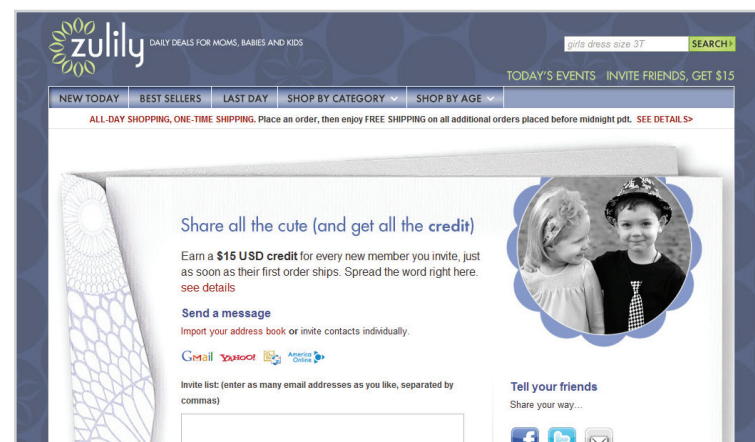 zulily DAILY DEALS FOR MOMS, BABIES AND KIDS
girls dress size 3T SEARCH
TODAY'S EVENTS INVITE FRIENDS, GET $15
NEW TODAY BEST SELLERS LAST DAY SHOP BY CATEGORY SHOP BY AGE
ALL-DAY SHOPPING, ONE-TIME SHIPPING. Place an order, then enjoy FREE SHIPPING on all additional orders placed before midnight pdt. SEE DETAILS>
Share all the cute (and get all the credit)
Earn a $15 USD credit for every new member you invite, just
as soon as their first order ships. Spread the word right here.
see details
Send a message
Import your address book or invite contacts individually.
GMail YAHOO! America Online
Invite list: (enter as many email addresses as you like, separated by
commas)
Tell your friends
Share your way...